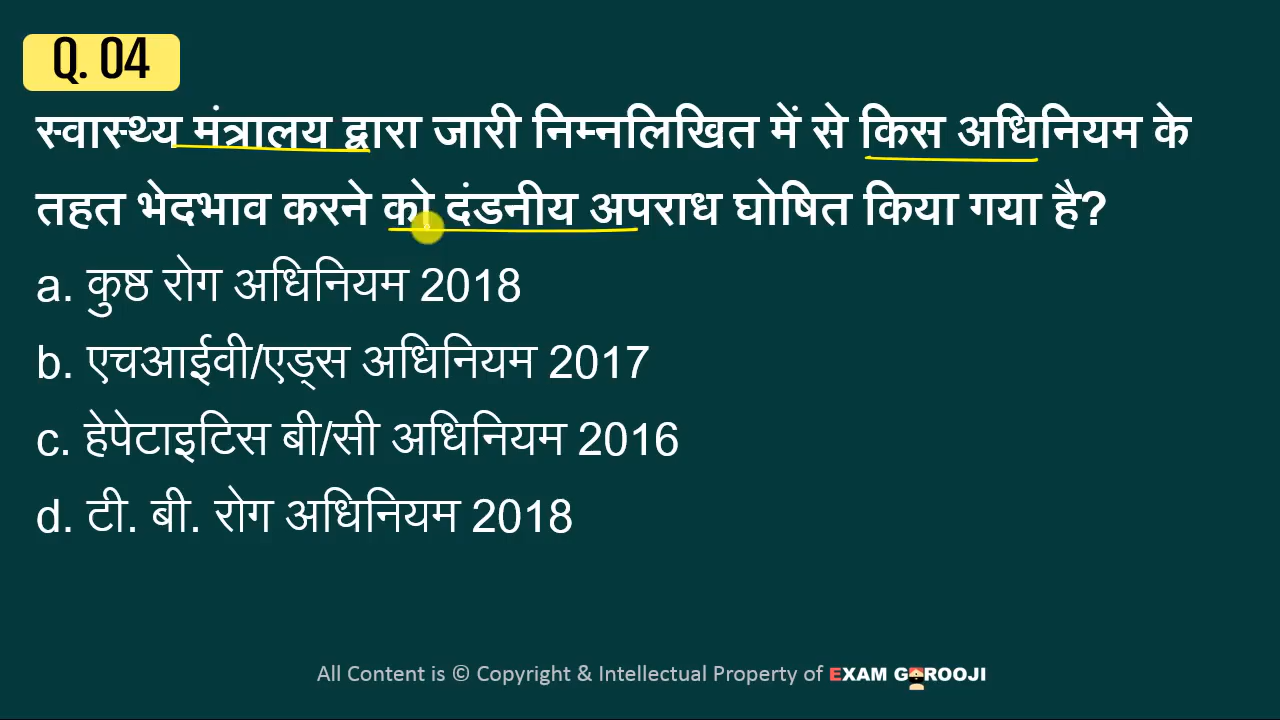 Q. 04
स्वास्थ्य मंत्रालय द्वारा जारी निम्नलिखित में से किस अधिनियम के
तहत भेदभाव करने को दंडनीय अपराध घोषित किया गया है?
a. कुष्ठ रोग अधिनियम 2018
b. एचआईवी/एड्स अधिनियम 2017
c. हेपेटाइटिस बी/सी अधिनियम 2016
d. टी. बी. रोग अधिनियम 2018
All Content is © Copyright & Intellectual Property of EXAM GUROOJI